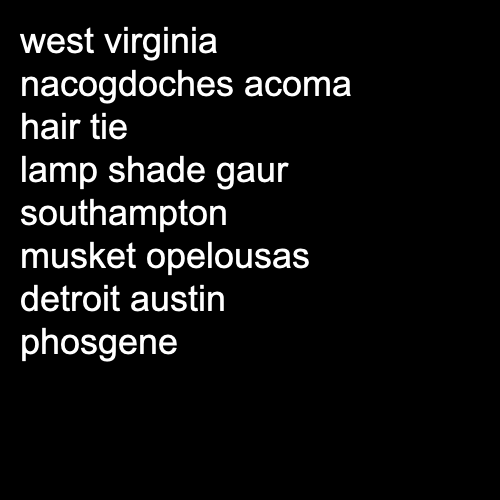 west virginia
nacogdoches acoma
hair tie
lamp shade gaur
southampton
musket opelousas
detroit austin
phosgene